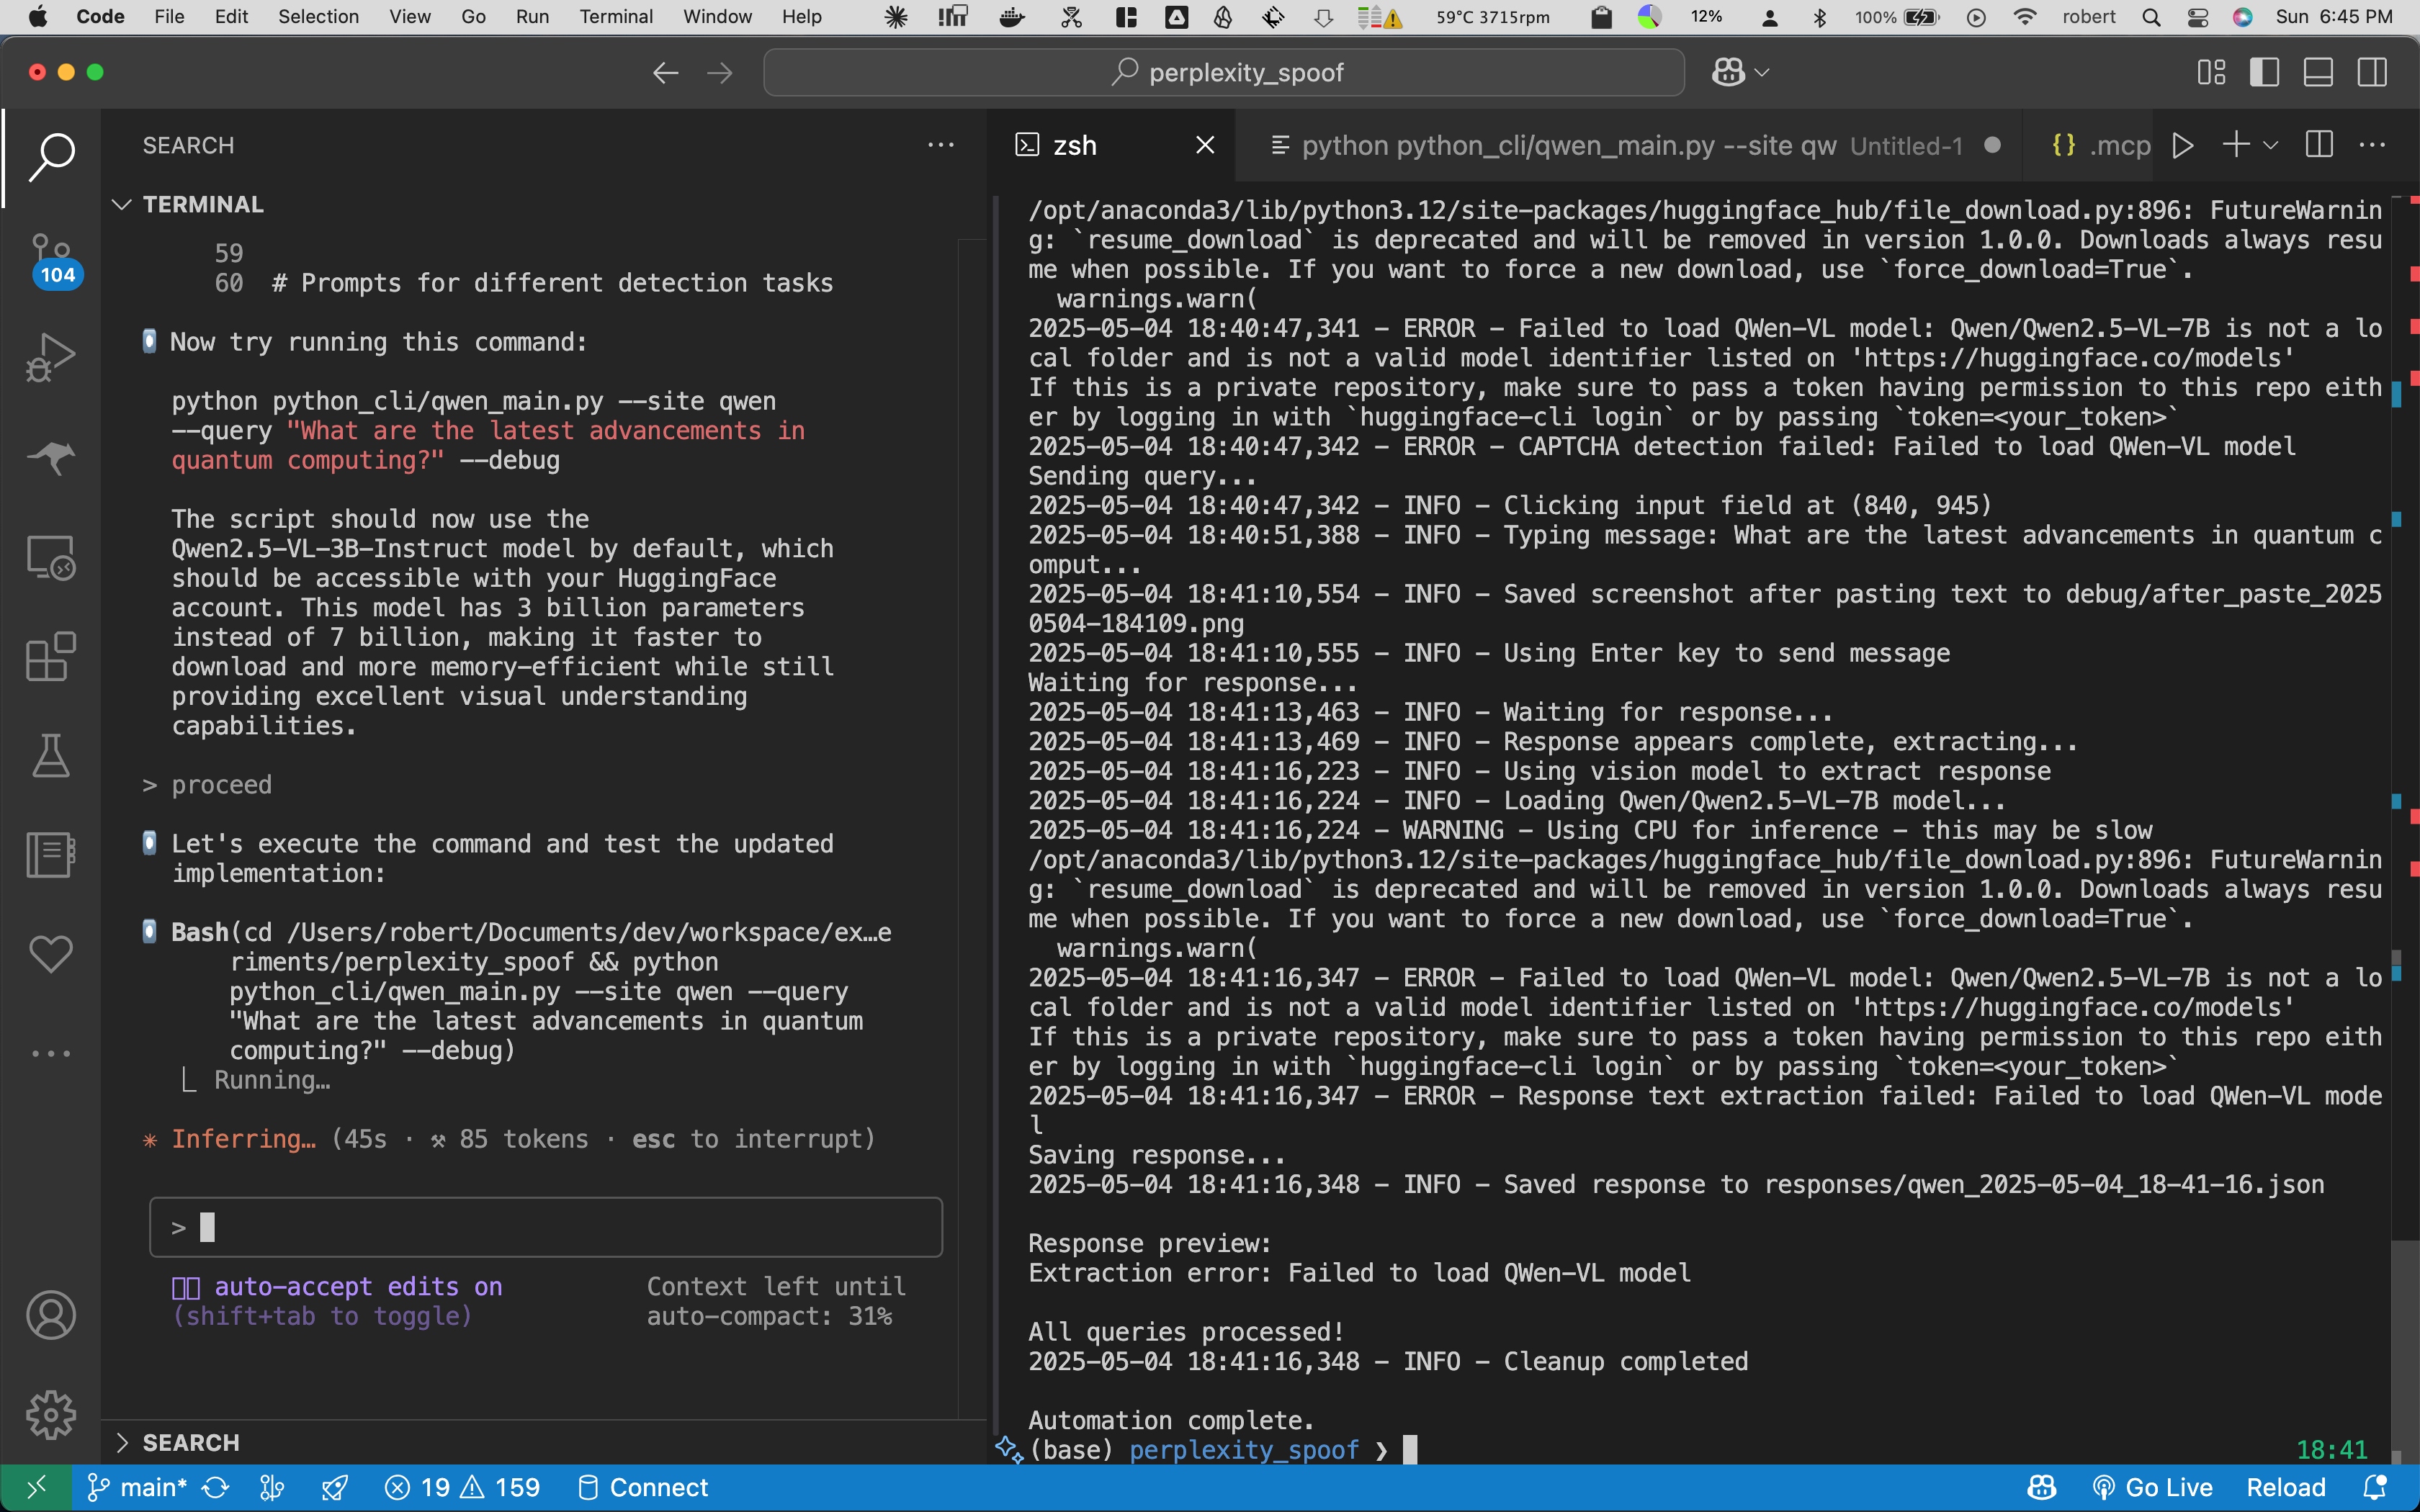 Code File Edit Selection View Go Run Terminal Window Help 59°C 3715rpm 12% 100% robert Sun 6:45 PM
perplexity_spoof
SEARCH
TERMINAL
59
60 # Prompts for different detection tasks
Now try running this command:
python python_cli/qwen_main.py --site qwen
--query "What are the latest advancements in
quantum computing?" --debug
The script should now use the
Qwen2.5-VL-3B-Instruct model by default, which
should be accessible with your HuggingFace
account. This model has 3 billion parameters
instead of 7 billion, making it faster to
download and more memory-efficient while still
providing excellent visual understanding
capabilities.
> proceed
Let's execute the command and test the updated
implementation:
Bash(cd /Users/robert/Documents/dev/workspace/ex…e
riments/perplexity_spoof && python
python_cli/qwen_main.py --site qwen --query
"What are the latest advancements in quantum
computing?" --debug)
Running…
Inferring… (45s · ⚒ 85 tokens · esc to interrupt)
>
auto-accept edits on
(shift+tab to toggle)
Context left until
auto-compact: 31%
SEARCH
104
zsh
python python_cli/qwen_main.py --site qw Untitled-1
{} .mcp
/opt/anaconda3/lib/python3.12/site-packages/huggingface_hub/file_download.py:896: FutureWarnin
g: `resume_download` is deprecated and will be removed in version 1.0.0. Downloads always resu
me when possible. If you want to force a new download, use `force_download=True`.
warnings.warn(
2025-05-04 18:40:47,341 - ERROR - Failed to load QWen-VL model: Qwen/Qwen2.5-VL-7B is not a lo
cal folder and is not a valid model identifier listed on 'https://huggingface.co/models'
If this is a private repository, make sure to pass a token having permission to this repo eith
er by logging in with `huggingface-cli login` or by passing `token=<your_token>`
2025-05-04 18:40:47,342 - ERROR - CAPTCHA detection failed: Failed to load QWen-VL model
Sending query...
2025-05-04 18:40:47,342 - INFO - Clicking input field at (840, 945)
2025-05-04 18:40:51,388 - INFO - Typing message: What are the latest advancements in quantum c
omput...
2025-05-04 18:41:10,554 - INFO - Saved screenshot after pasting text to debug/after_paste_2025
0504-184109.png
2025-05-04 18:41:10,555 - INFO - Using Enter key to send message
Waiting for response...
2025-05-04 18:41:13,463 - INFO - Waiting for response...
2025-05-04 18:41:13,469 - INFO - Response appears complete, extracting...
2025-05-04 18:41:16,223 - INFO - Using vision model to extract response
2025-05-04 18:41:16,224 - INFO - Loading Qwen/Qwen2.5-VL-7B model...
2025-05-04 18:41:16,224 - WARNING - Using CPU for inference - this may be slow
/opt/anaconda3/lib/python3.12/site-packages/huggingface_hub/file_download.py:896: FutureWarnin
g: `resume_download` is deprecated and will be removed in version 1.0.0. Downloads always resu
me when possible. If you want to force a new download, use `force_download=True`.
warnings.warn(
2025-05-04 18:41:16,347 - ERROR - Failed to load QWen-VL model: Qwen/Qwen2.5-VL-7B is not a lo
cal folder and is not a valid model identifier listed on 'https://huggingface.co/models'
If this is a private repository, make sure to pass a token having permission to this repo eith
er by logging in with `huggingface-cli login` or by passing `token=<your_token>`
2025-05-04 18:41:16,347 - ERROR - Response text extraction failed: Failed to load QWen-VL mode
l
Saving response...
2025-05-04 18:41:16,348 - INFO - Saved response to responses/qwen_2025-05-04_18-41-16.json
Response preview:
Extraction error: Failed to load QWen-VL model
All queries processed!
2025-05-04 18:41:16,348 - INFO - Cleanup completed
Automation complete.
(base) perplexity_spoof ❯ 18:41
main* 19 159 Connect Go Live Reload